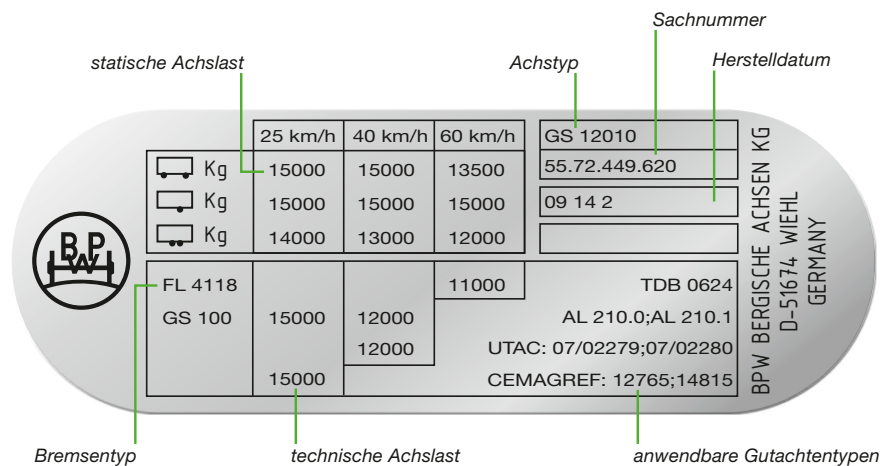 Sachnummer
statische Achslast
Achstyp
Herstelldatum
25 km/h 40 km/h 60 km/h
Kg 15000 15000 13500
Kg 15000 15000 15000
Kg 14000 13000 12000
GS 12010
55.72.449.620
09 14 2
BPW
FL 4118 11000 TDB 0624
GS 100 15000 12000 AL 210.0;AL 210.1
12000 UTAC: 07/02279;07/02280
15000 CEMAGREF: 12765;14815
BPW BERGISCHE ACHSEN KG
D-51674 WIEHL
GERMANY
Bremsentyp
technische Achslast
anwendbare Gutachtentypen